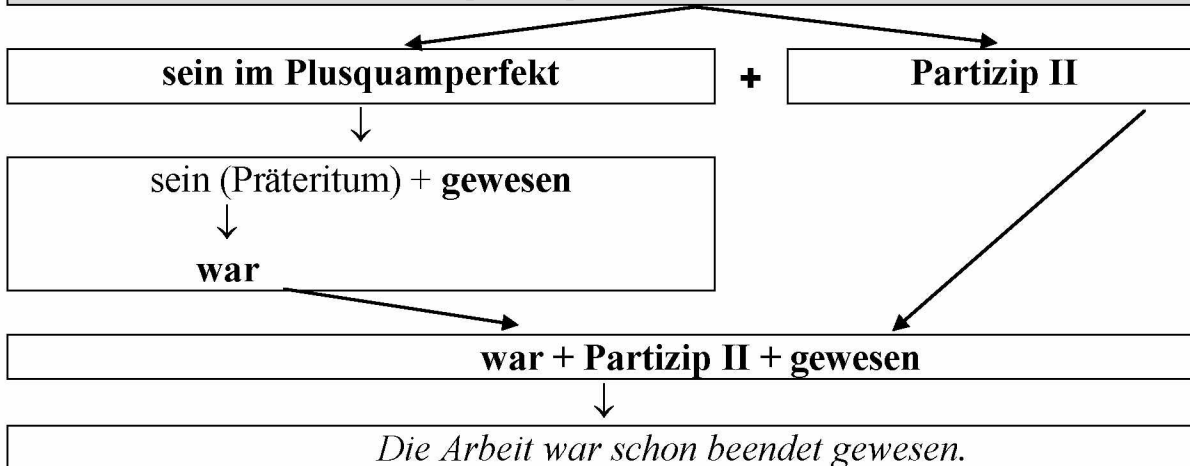 sein im Plusquamperfekt + Partizip II
sein (Präteritum) + gewesen
war
war + Partizip II + gewesen
Die Arbeit war schon beendet gewesen.